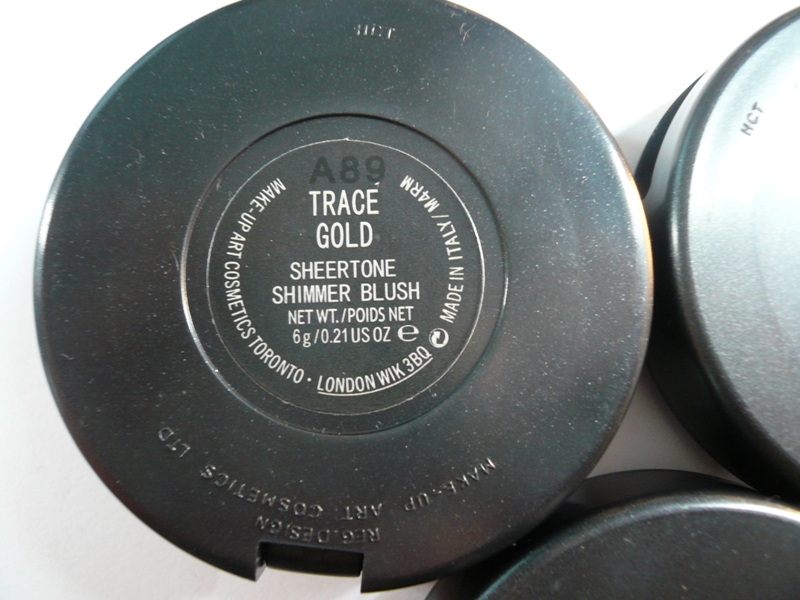 HCT
A89
TRACE
GOLD
SHEERTONE
SHIMMER BLUSH
NET WT./POIDS NET
6g/0.21 US OZ e
MAKE-UP ART COSMETICS TORONTO · LONDON W1K 3BQ
MADE IN ITALY/M4RM
MAKE-UP ART COSMETICS LTD
REG.DESIGN
HCT